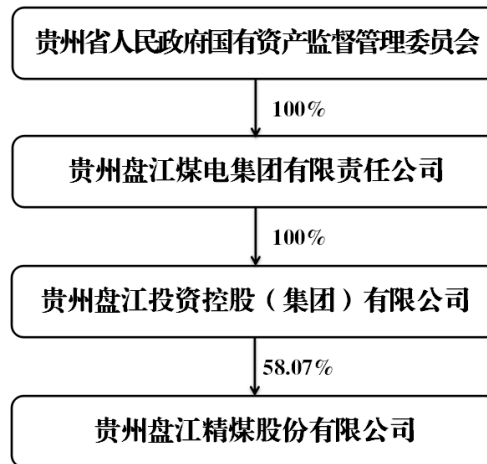 贵州省人民政府国有资产监督管理委员会
100%
贵州盘江煤电集团有限责任公司
100%
贵州盘江投资控股（集团）有限公司
58.07%
贵州盘江精煤股份有限公司